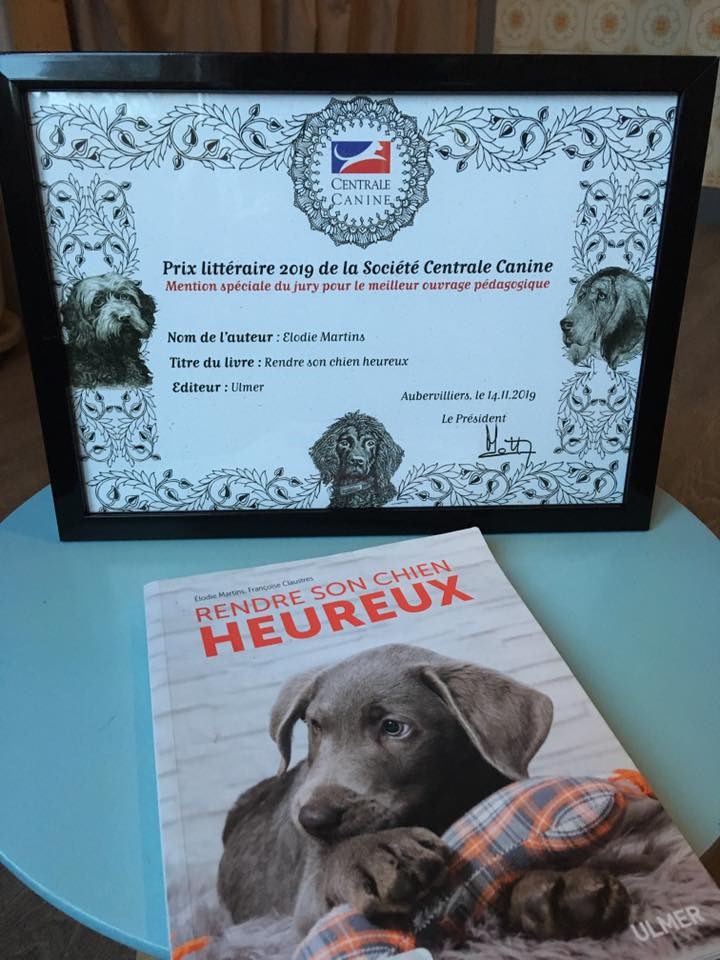 CENTRALE
CANINE
Prix littéraire 2019 de la Société Centrale Canine
Mention spéciale du jury pour le meilleur ouvrage pédagogique
Nom de l'auteur : Elodie Martins
Titre du livre : Rendre son chien heureux
Editeur : Ulmer
Aubervilliers, le 14.11.2019
Le Président
Élodie Martins, Françoise Claustres
RENDRE SON CHIEN
HEUREUX
ULMER